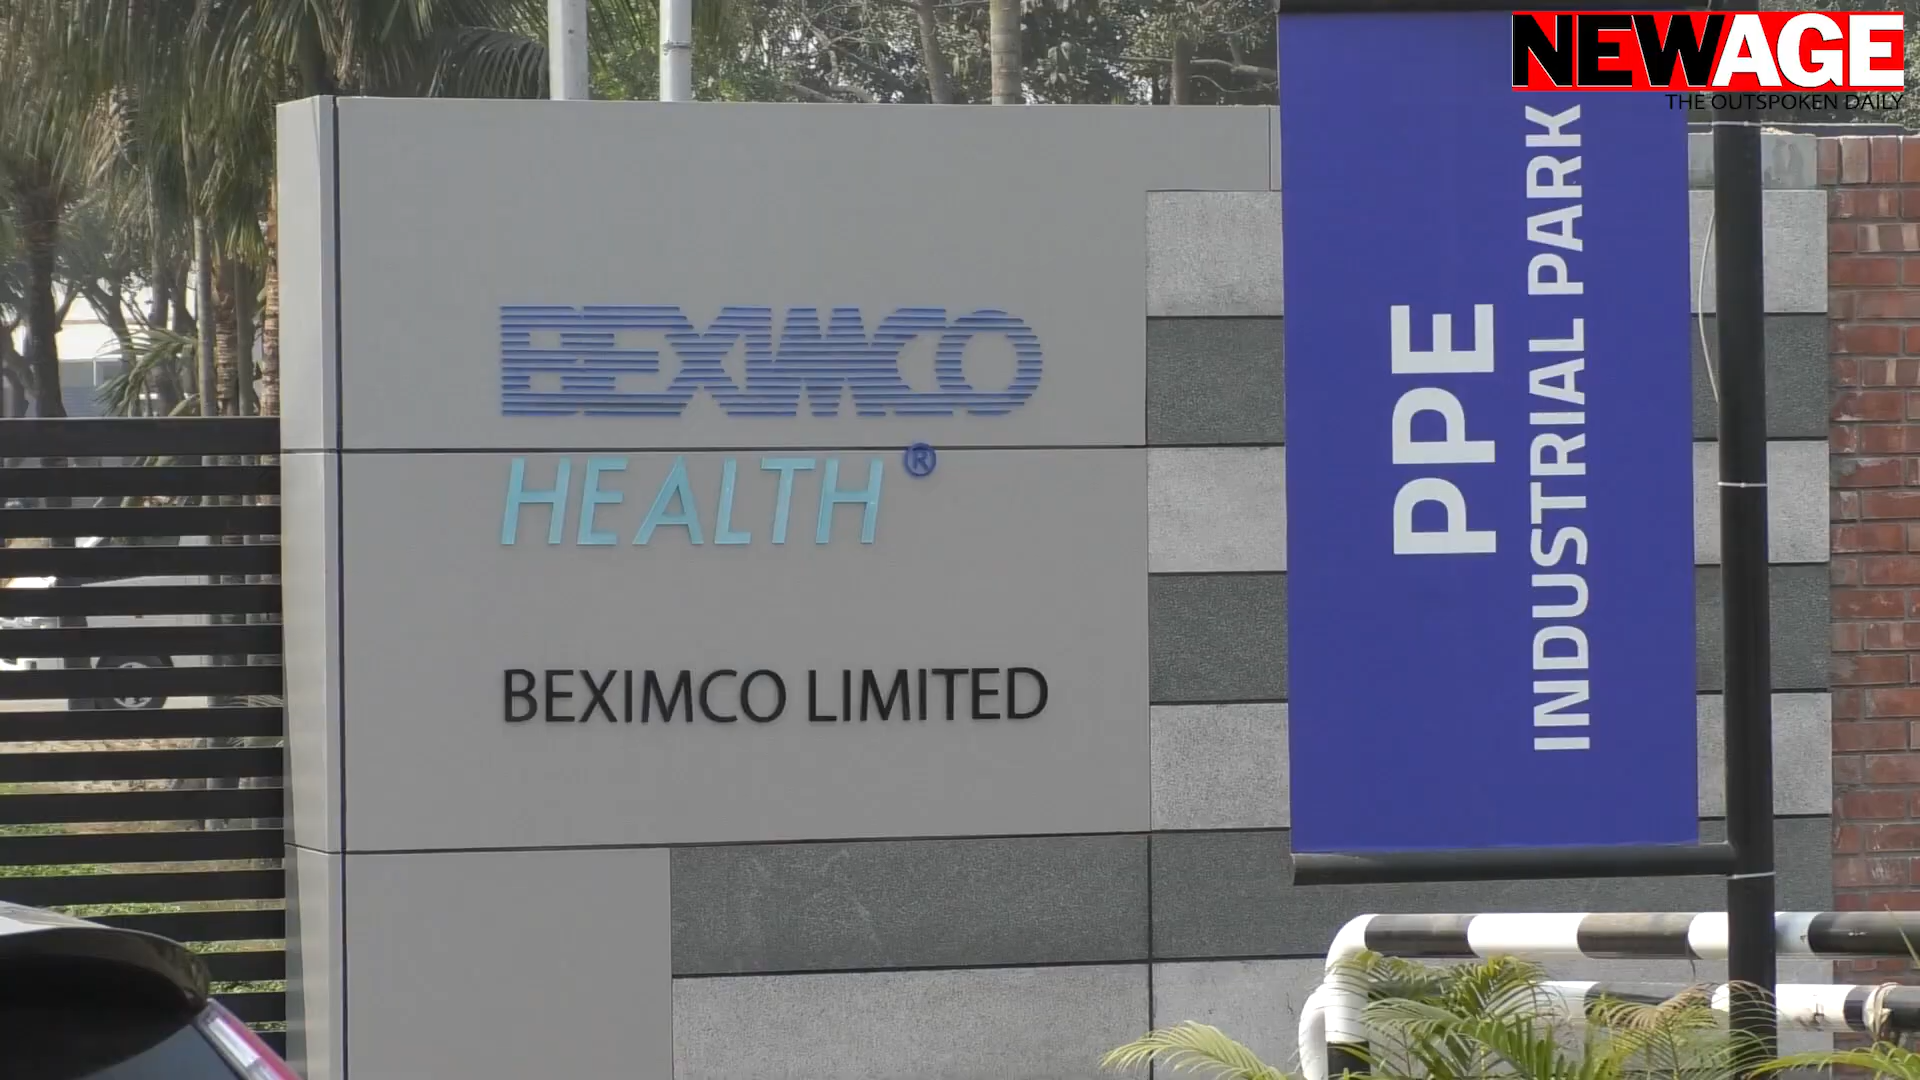 NEWAGE
THE OUTSPOKEN DAILY
BEXIMCO
HEALTH ®
BEXIMCO LIMITED
PPE
INDUSTRIAL PARK